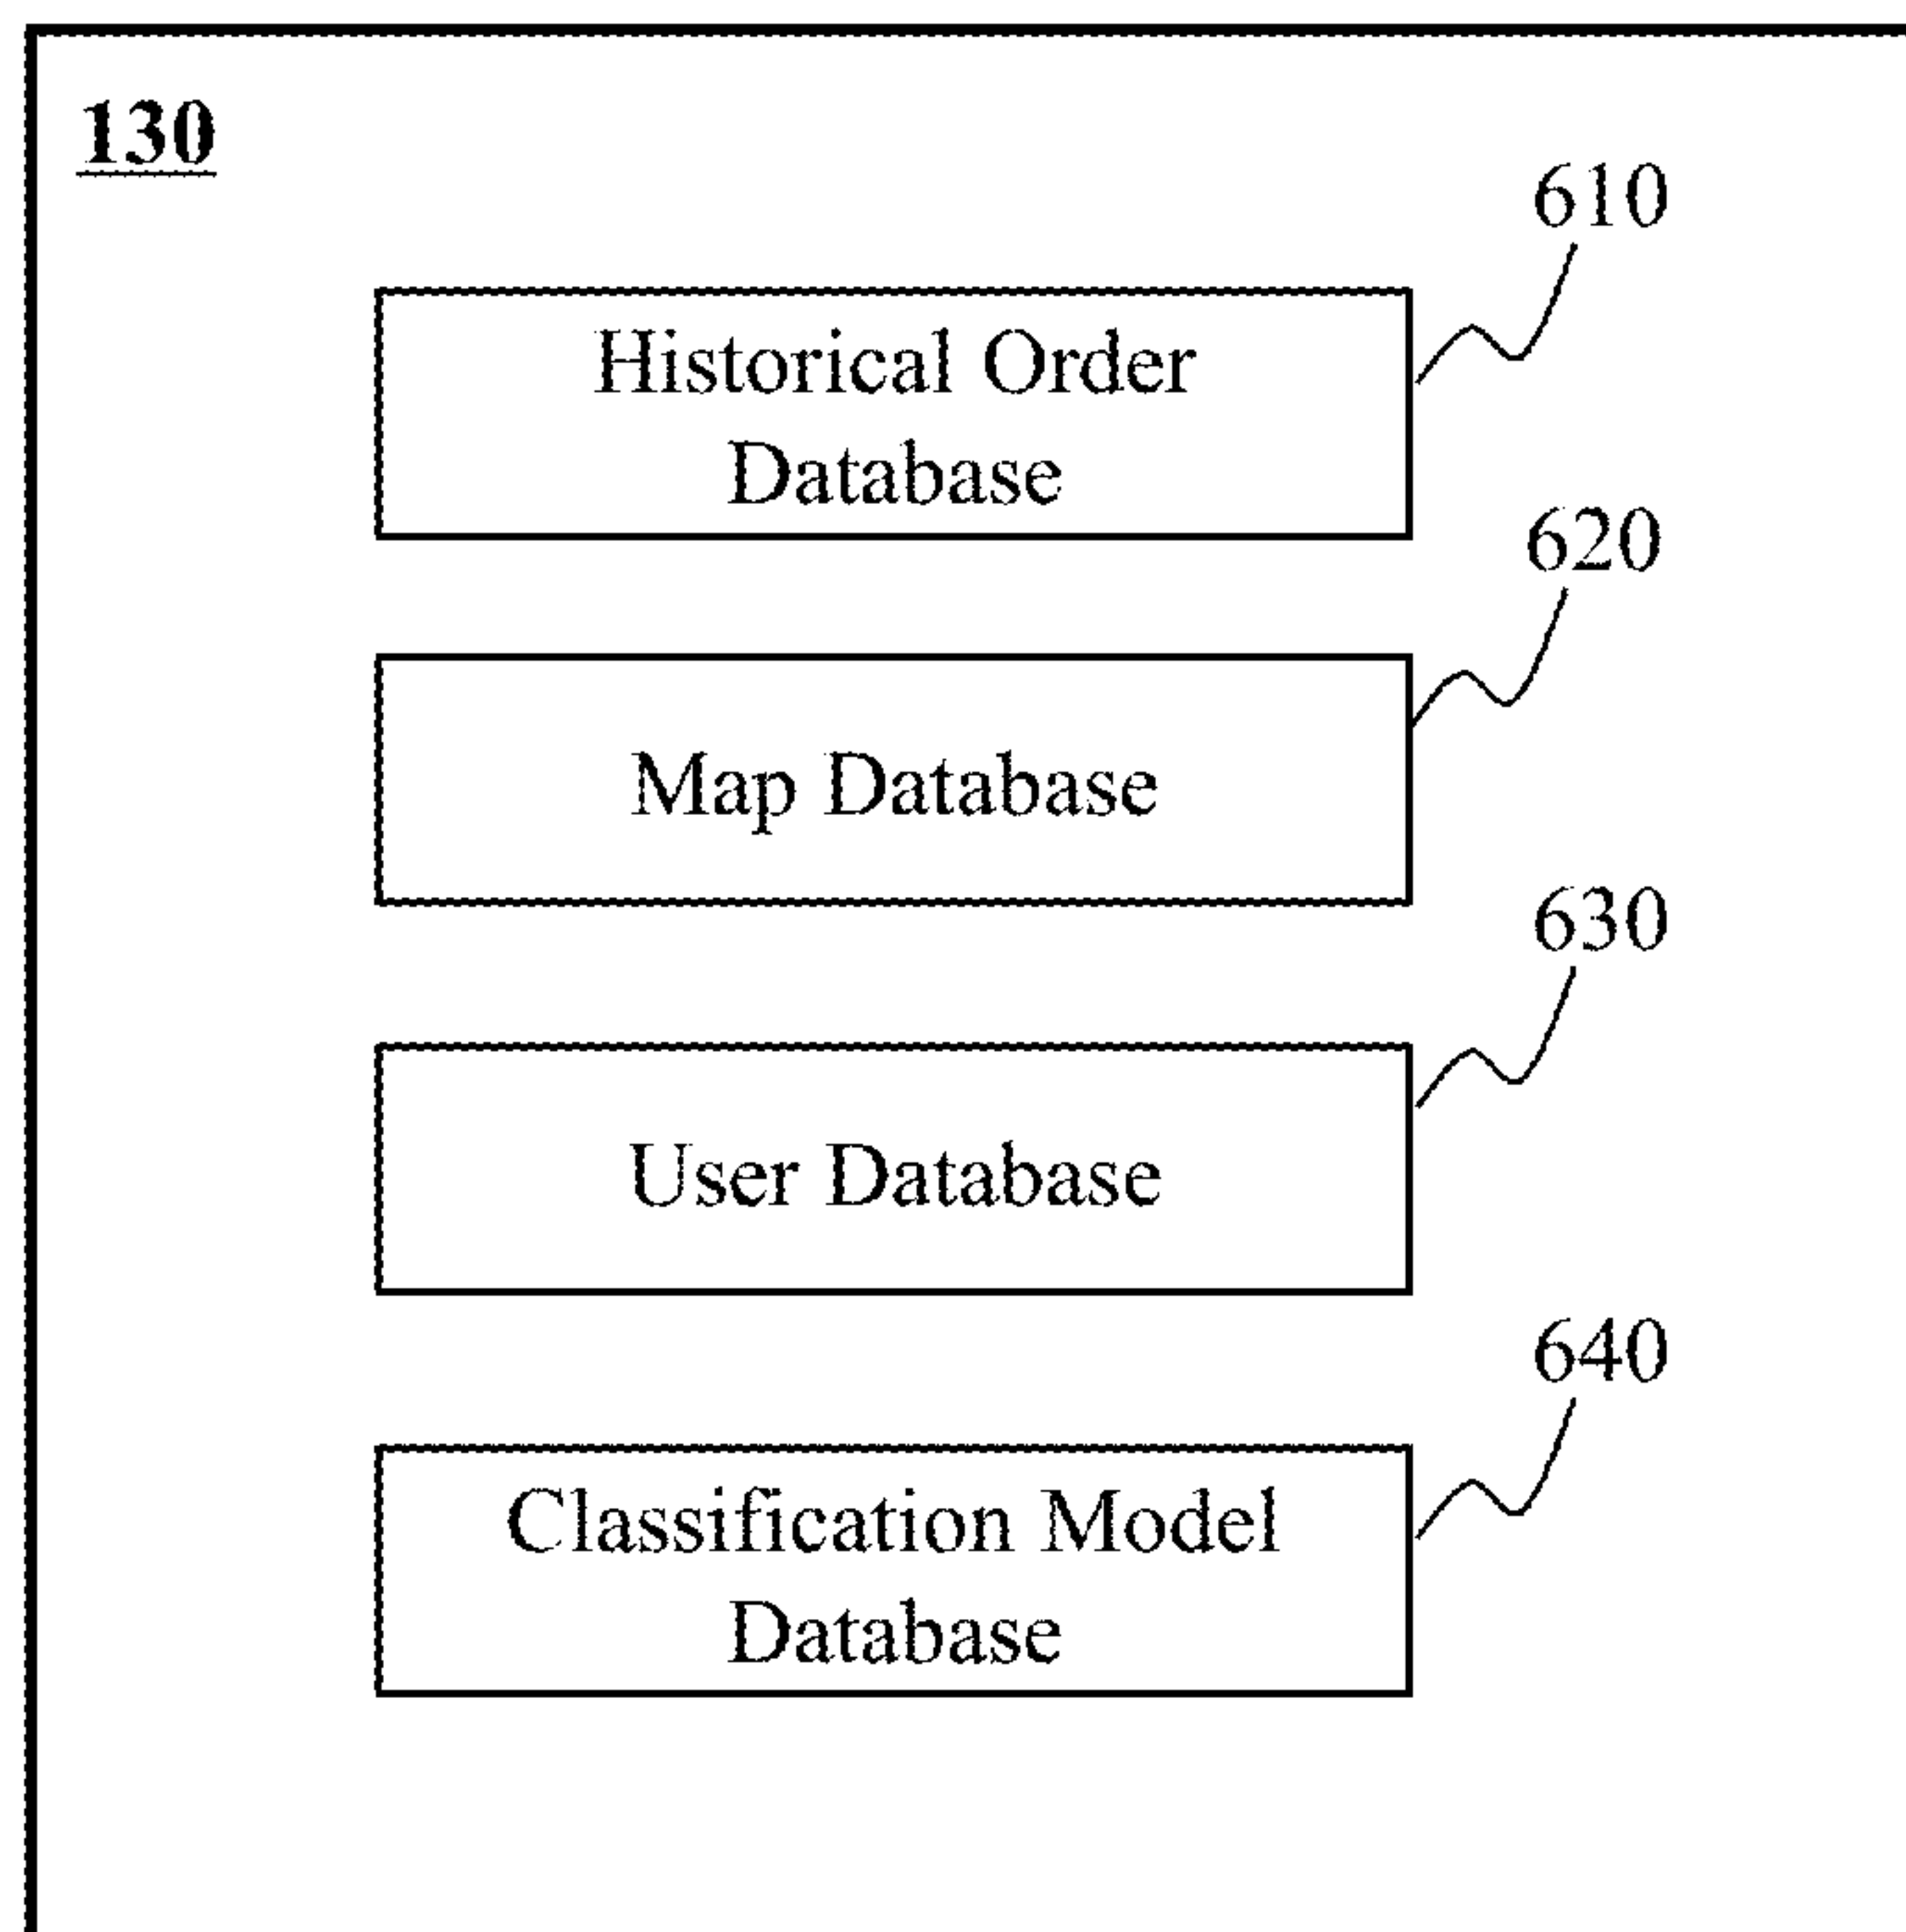 130
610
Historical Order
Database
620
Map Database
630
User Database
640
Classification Model
Database